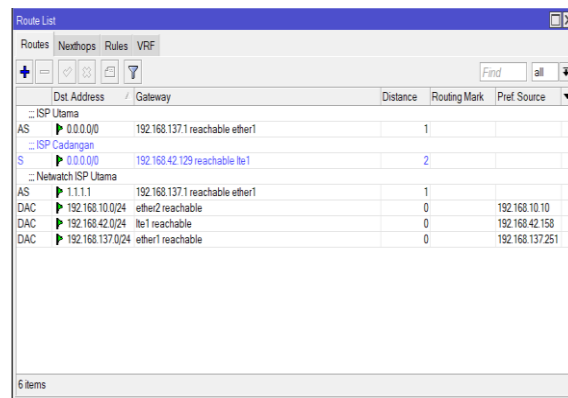 Route List
Routes Nexthops Rules VRF
Find all
Dst. Address / Gateway Distance Routing Mark Pref. Source
;;; ISP Utama
AS 0.0.0.0/0 192.168.137.1 reachable ether1 1
;;; ISP Cadangan
S 0.0.0.0/0 192.168.42.129 reachable lte1 2
;;; Netwatch ISP Utama
AS 1.1.1.1 192.168.137.1 reachable ether1 1
DAC 192.168.10.0/24 ether2 reachable 0 192.168.10.10
DAC 192.168.42.0/24 lte1 reachable 0 192.168.42.158
DAC 192.168.137.0/24 ether1 reachable 0 192.168.137.251
6 items